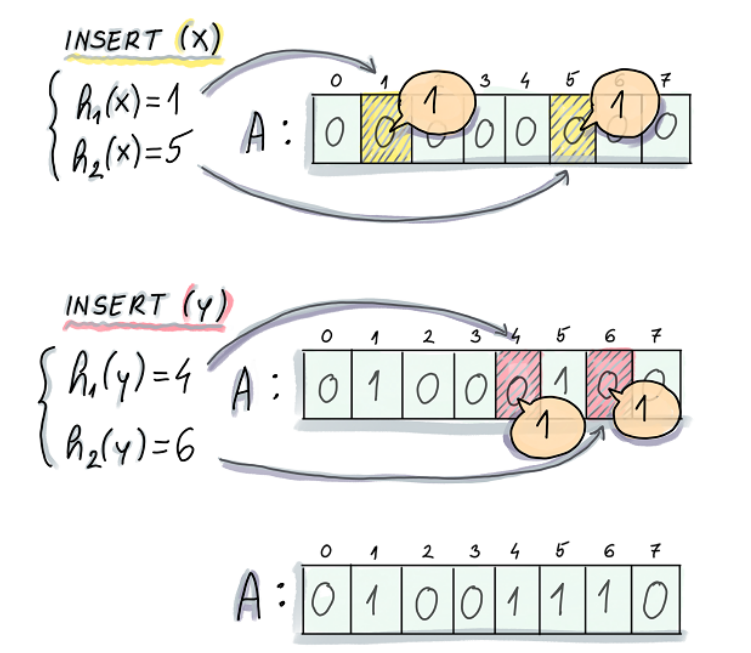 INSERT (x)
h₁(x)=1
h₂(x)=5
0 1 3 4 5 6 7
A: 0 0 0 0 0 0 0 0
1 1
INSERT (y)
h₁(y)=4
h₂(y)=6
0 1 2 3 4 5 6 7
A: 0 1 0 0 0 1 0 0
1 1
0 1 2 3 4 5 6 7
A: 0 1 0 0 1 1 1 0